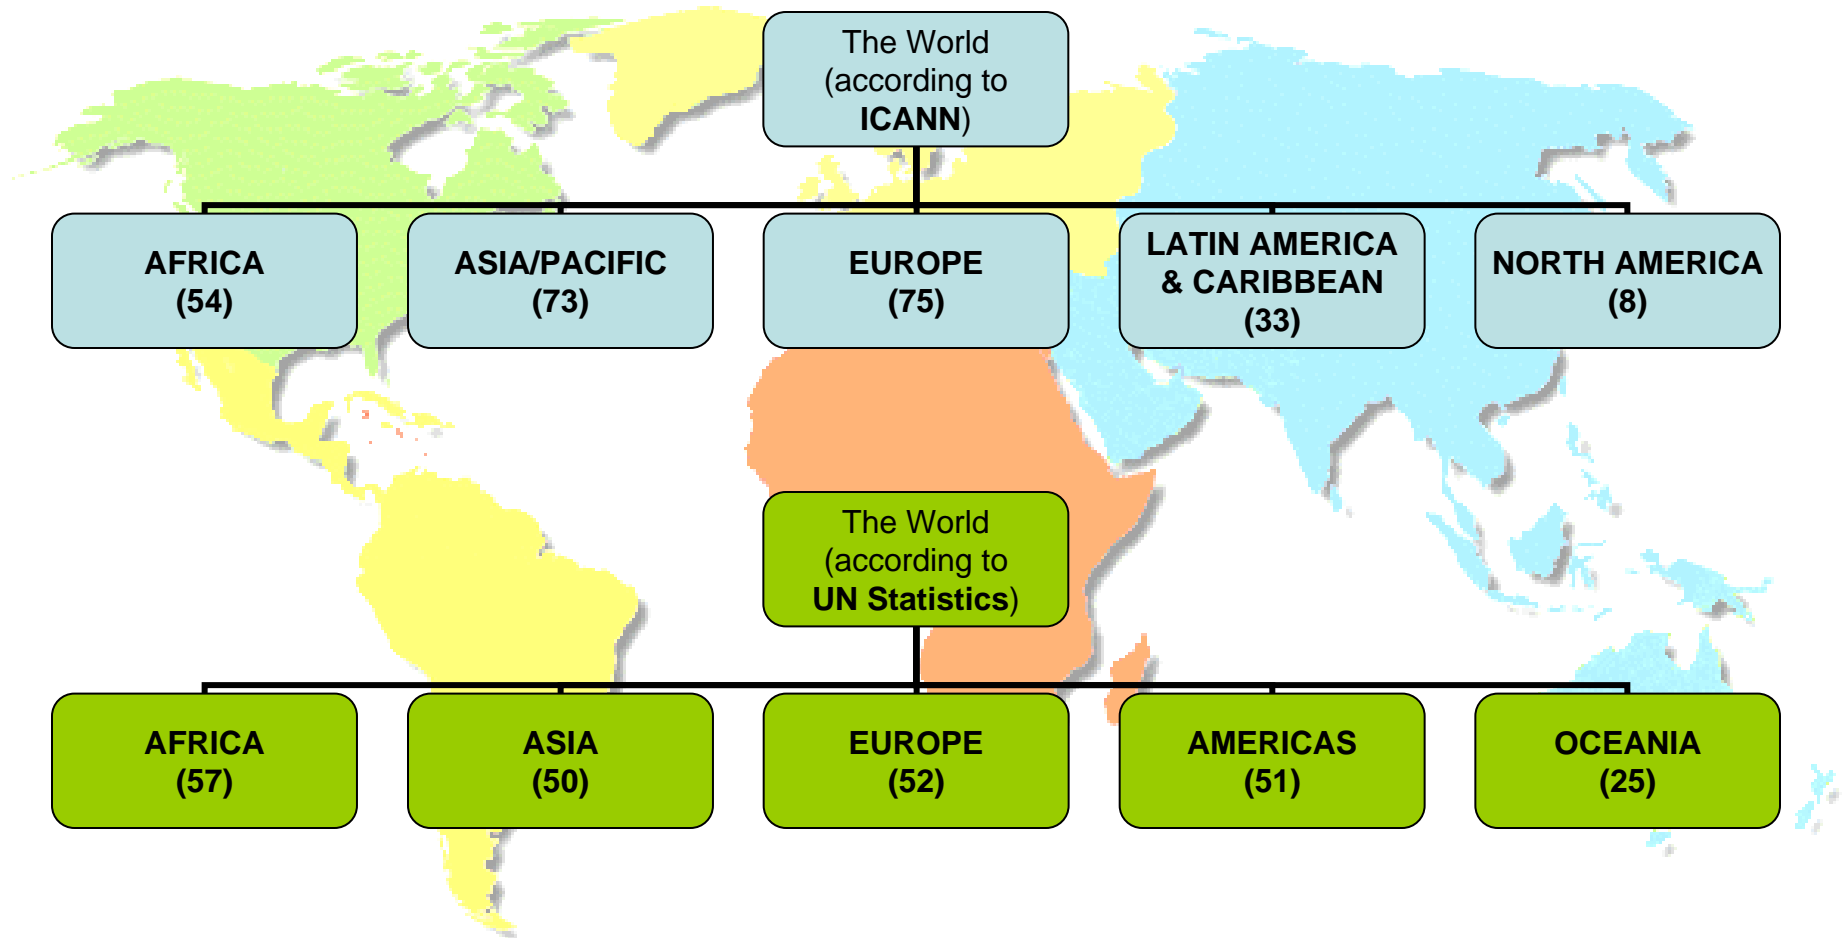 The World
(according to
ICANN)
AFRICA
(54)
ASIA/PACIFIC
(73)
EUROPE
(75)
LATIN AMERICA
& CARIBBEAN
(33)
NORTH AMERICA
(8)
The World
(according to
UN Statistics)
AFRICA
(57)
ASIA
(50)
EUROPE
(52)
AMERICAS
(51)
OCEANIA
(25)